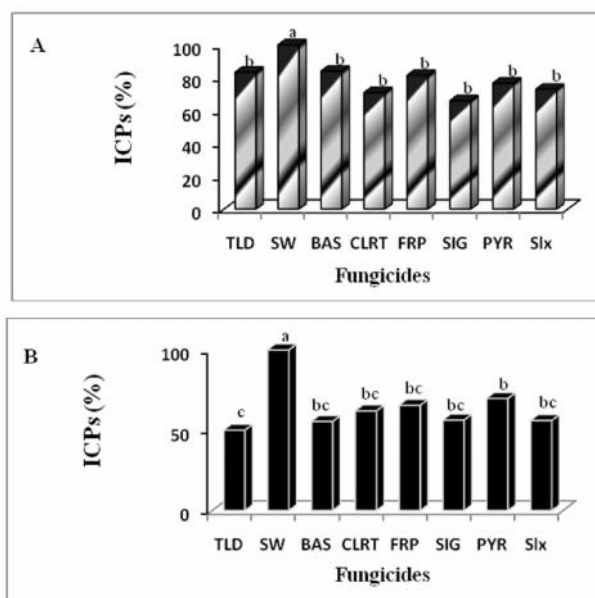 A
ICPs (%)
100
80
60
40
20
0
b a b b b b b b
TLD SW BAS CLRT FRP SIG PYR Slx
Fungicides
B
ICPs (%)
100
50
0
c a bc bc bc bc b bc
TLD SW BAS CLRT FRP SIG PYR Slx
Fungicides